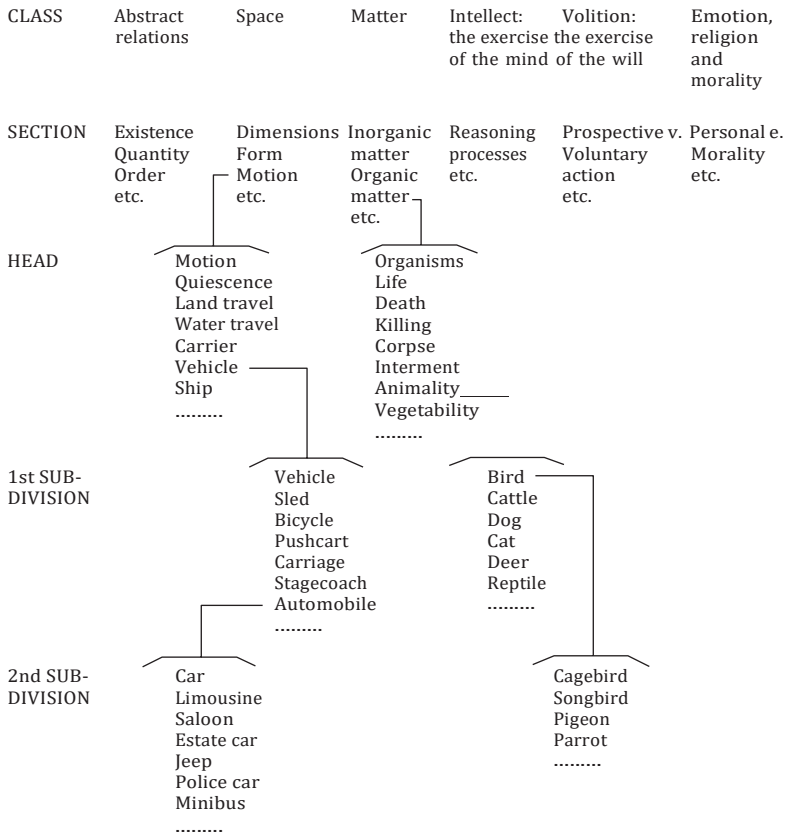 CLASS Abstract Space Matter Intellect: Volition: Emotion,
relations the exercise the exercise religion
of the mind of the will and
morality
SECTION Existence Dimensions Inorganic Reasoning Prospective v. Personal e.
Quantity Form matter processes Voluntary Morality
Order Motion Organic etc. action etc.
etc. etc. matter etc.
etc.
HEAD Motion Organisms
Quiescence Life
Land travel Death
Water travel Killing
Carrier Corpse
Vehicle Interment
Ship Animality
......... Vegetability
.........
1st SUB- Vehicle Bird
DIVISION Sled Cattle
Bicycle Dog
Pushcart Cat
Carriage Deer
Stagecoach Reptile
Automobile .........
.........
2nd SUB- Car Cagebird
DIVISION Limousine Songbird
Saloon Pigeon
Estate car Parrot
Jeep .........
Police car
Minibus
.........